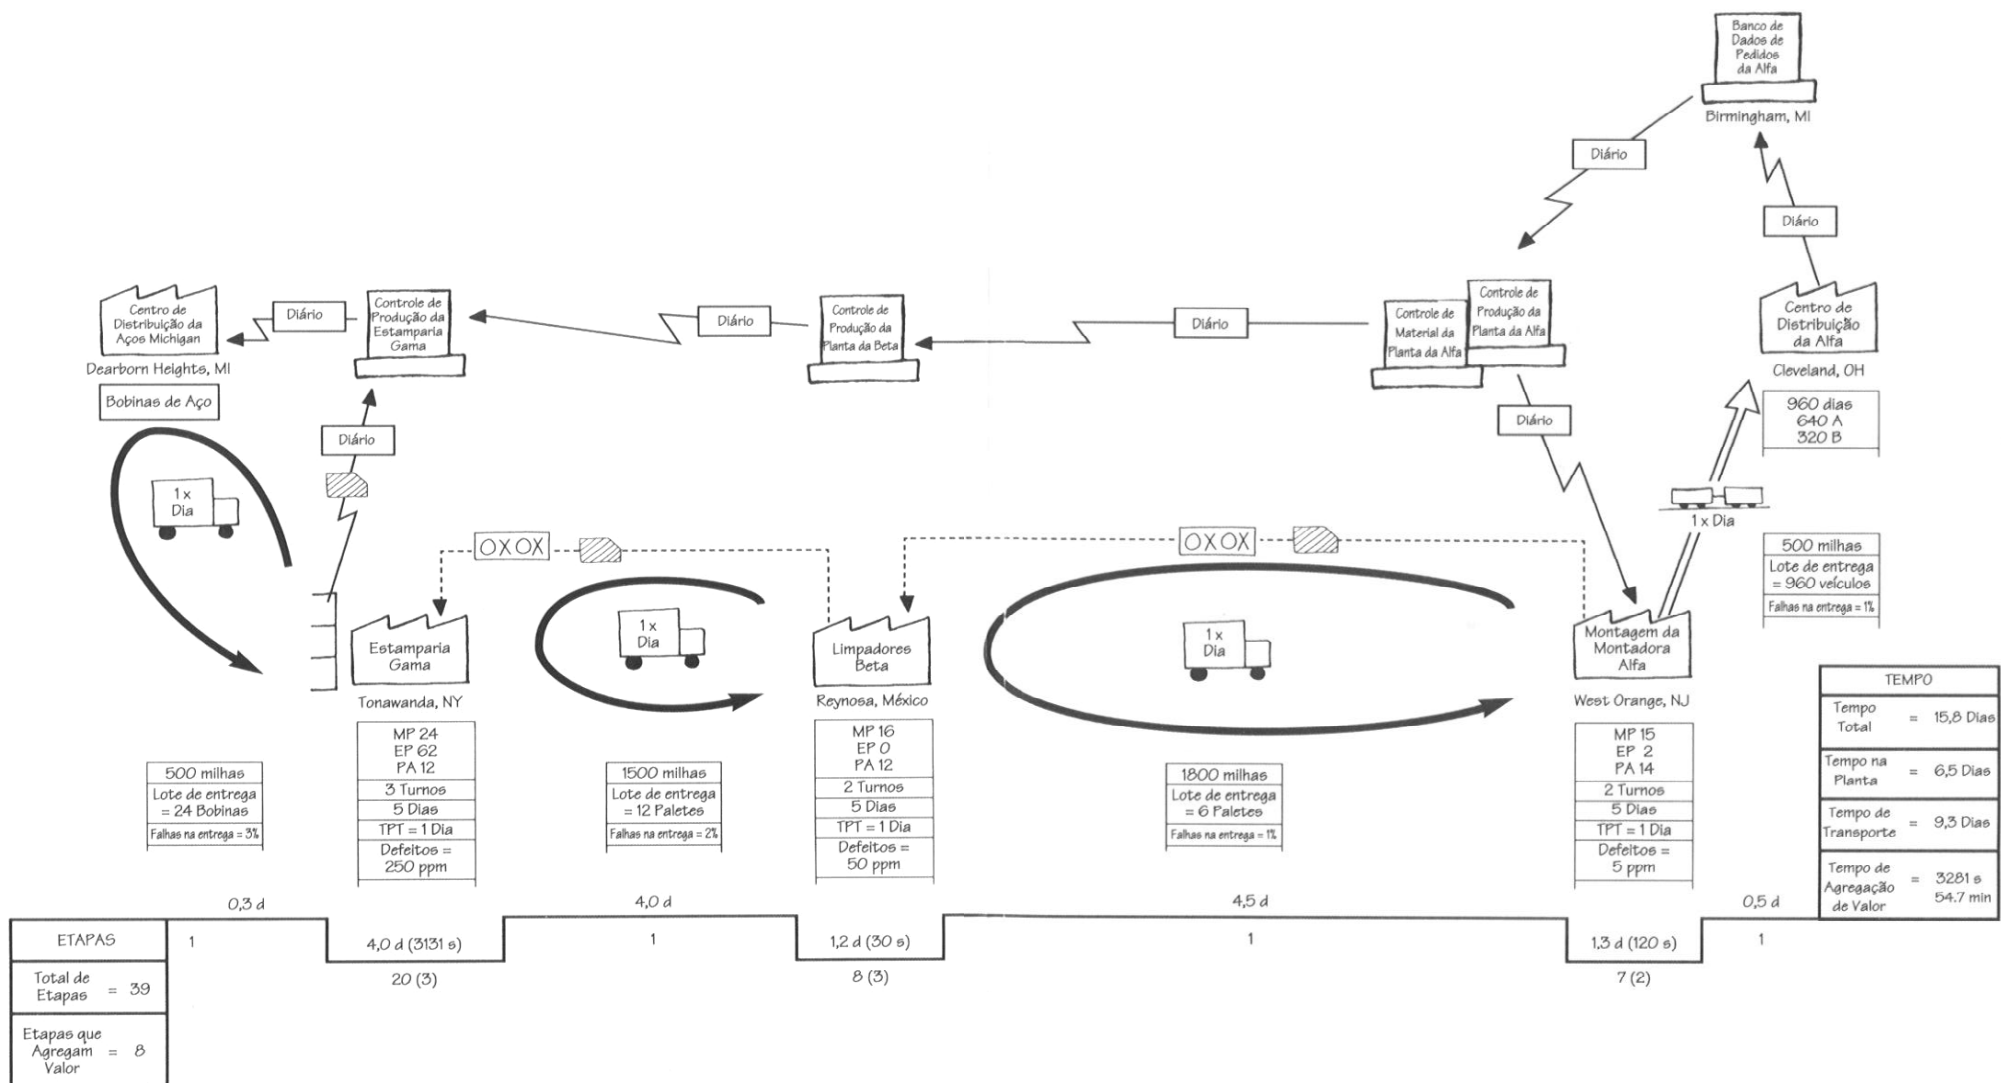 Banco de
Dados de
Pedidos
da Alfa
Birmingham, MI
Diário
Diário
Centro de
Distribuição da
Aços Michigan
Dearborn Heights, MI
Bobinas de Aço
Diário
Controle de
Produção da
Estamparia
Gama
Diário
Controle de
Produção da
Planta da Beta
Diário
Controle de
Material da
Planta da Alfa
Controle de
Produção da
Planta da Alfa
Centro de
Distribuição
da Alfa
Cleveland, OH
960 dias
640 A
320 B
Diário
Diário
1 x
Dia
1 x Dia
OXOX
OXOX
500 milhas
Lote de entrega
= 960 veículos
Falhas na entrega = 1%
Estamparia
Gama
Tonawanda, NY
1 x
Dia
Limpadores
Beta
Reynosa, México
1 x
Dia
Montagem da
Montadora
Alfa
West Orange, NJ
500 milhas
Lote de entrega
= 24 Bobinas
Falhas na entrega = 3%
MP 24
EP 62
PA 12
3 Turnos
5 Dias
TPT = 1 Dia
Defeitos =
250 ppm
1500 milhas
Lote de entrega
= 12 Paletes
Falhas na entrega = 2%
MP 16
EP 0
PA 12
2 Turnos
5 Dias
TPT = 1 Dia
Defeitos =
50 ppm
1800 milhas
Lote de entrega
= 6 Paletes
Falhas na entrega = 1%
MP 15
EP 2
PA 14
2 Turnos
5 Dias
TPT = 1 Dia
Defeitos =
5 ppm
TEMPO
Tempo
Total = 15,8 Dias
Tempo na
Planta = 6,5 Dias
Tempo de
Transporte = 9,3 Dias
Tempo de
Agregação
de Valor = 3281 s
54.7 min
0,3 d
4,0 d
4,5 d
0,5 d
1
4,0 d (3131 s)
1
1,2 d (30 s)
1
1,3 d (120 s)
1
20 (3)
8 (3)
7 (2)
ETAPAS
Total de
Etapas = 39
Etapas que
Agregam = 8
Valor